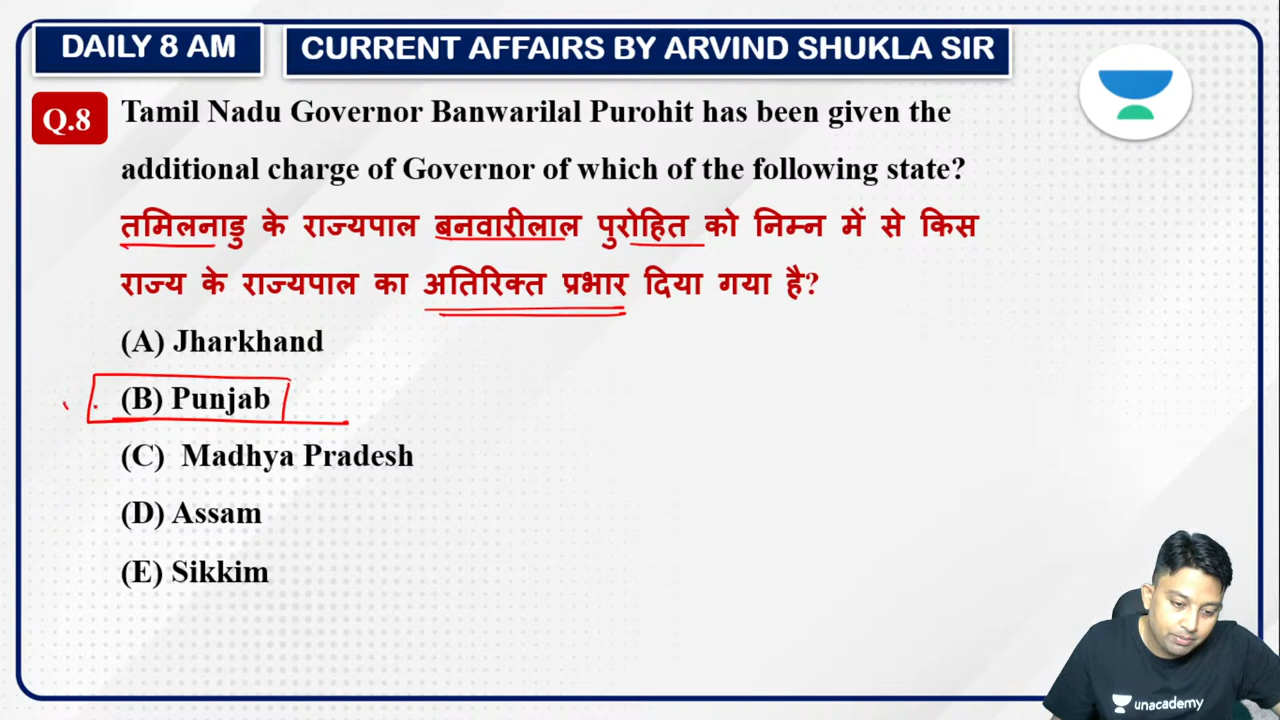 DAILY 8 AM
CURRENT AFFAIRS BY ARVIND SHUKLA SIR
Q.8 Tamil Nadu Governor Banwarilal Purohit has been given the
additional charge of Governor of which of the following state?
तमिलनाडु के राज्यपाल बनवारीलाल पुरोहित को निम्न में से किस
राज्य के राज्यपाल का अतिरिक्त प्रभार दिया गया है?
(A) Jharkhand
(B) Punjab
(C) Madhya Pradesh
(D) Assam
(E) Sikkim
unacademy